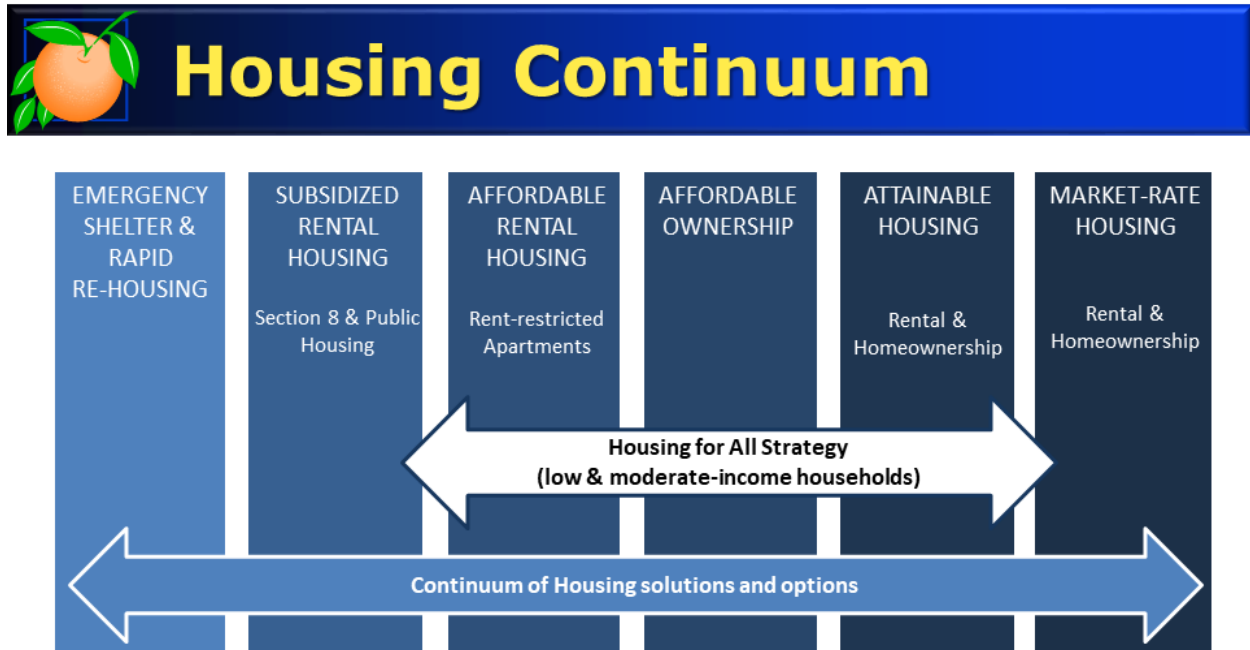 Housing Continuum
EMERGENCY
SHELTER &
RAPID
RE-HOUSING
SUBSIDIZED
RENTAL
HOUSING
Section 8 & Public
Housing
AFFORDABLE
RENTAL
HOUSING
Rent-restricted
Apartments
AFFORDABLE
OWNERSHIP
ATTAINABLE
HOUSING
Rental &
Homeownership
MARKET-RATE
HOUSING
Rental &
Homeownership
Housing for All Strategy
(low & moderate-income households)
Continuum of Housing solutions and options